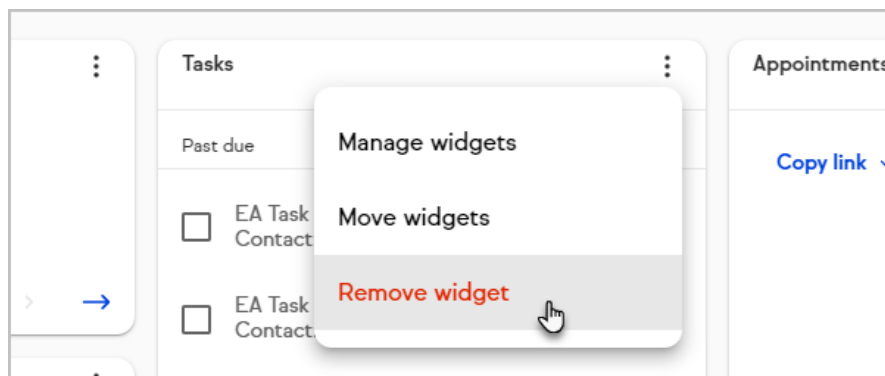 Tasks
Appointments
Past due
Manage widgets
Copy link
EA Task
Contact
Move widgets
Remove widget
EA Task
Contact.